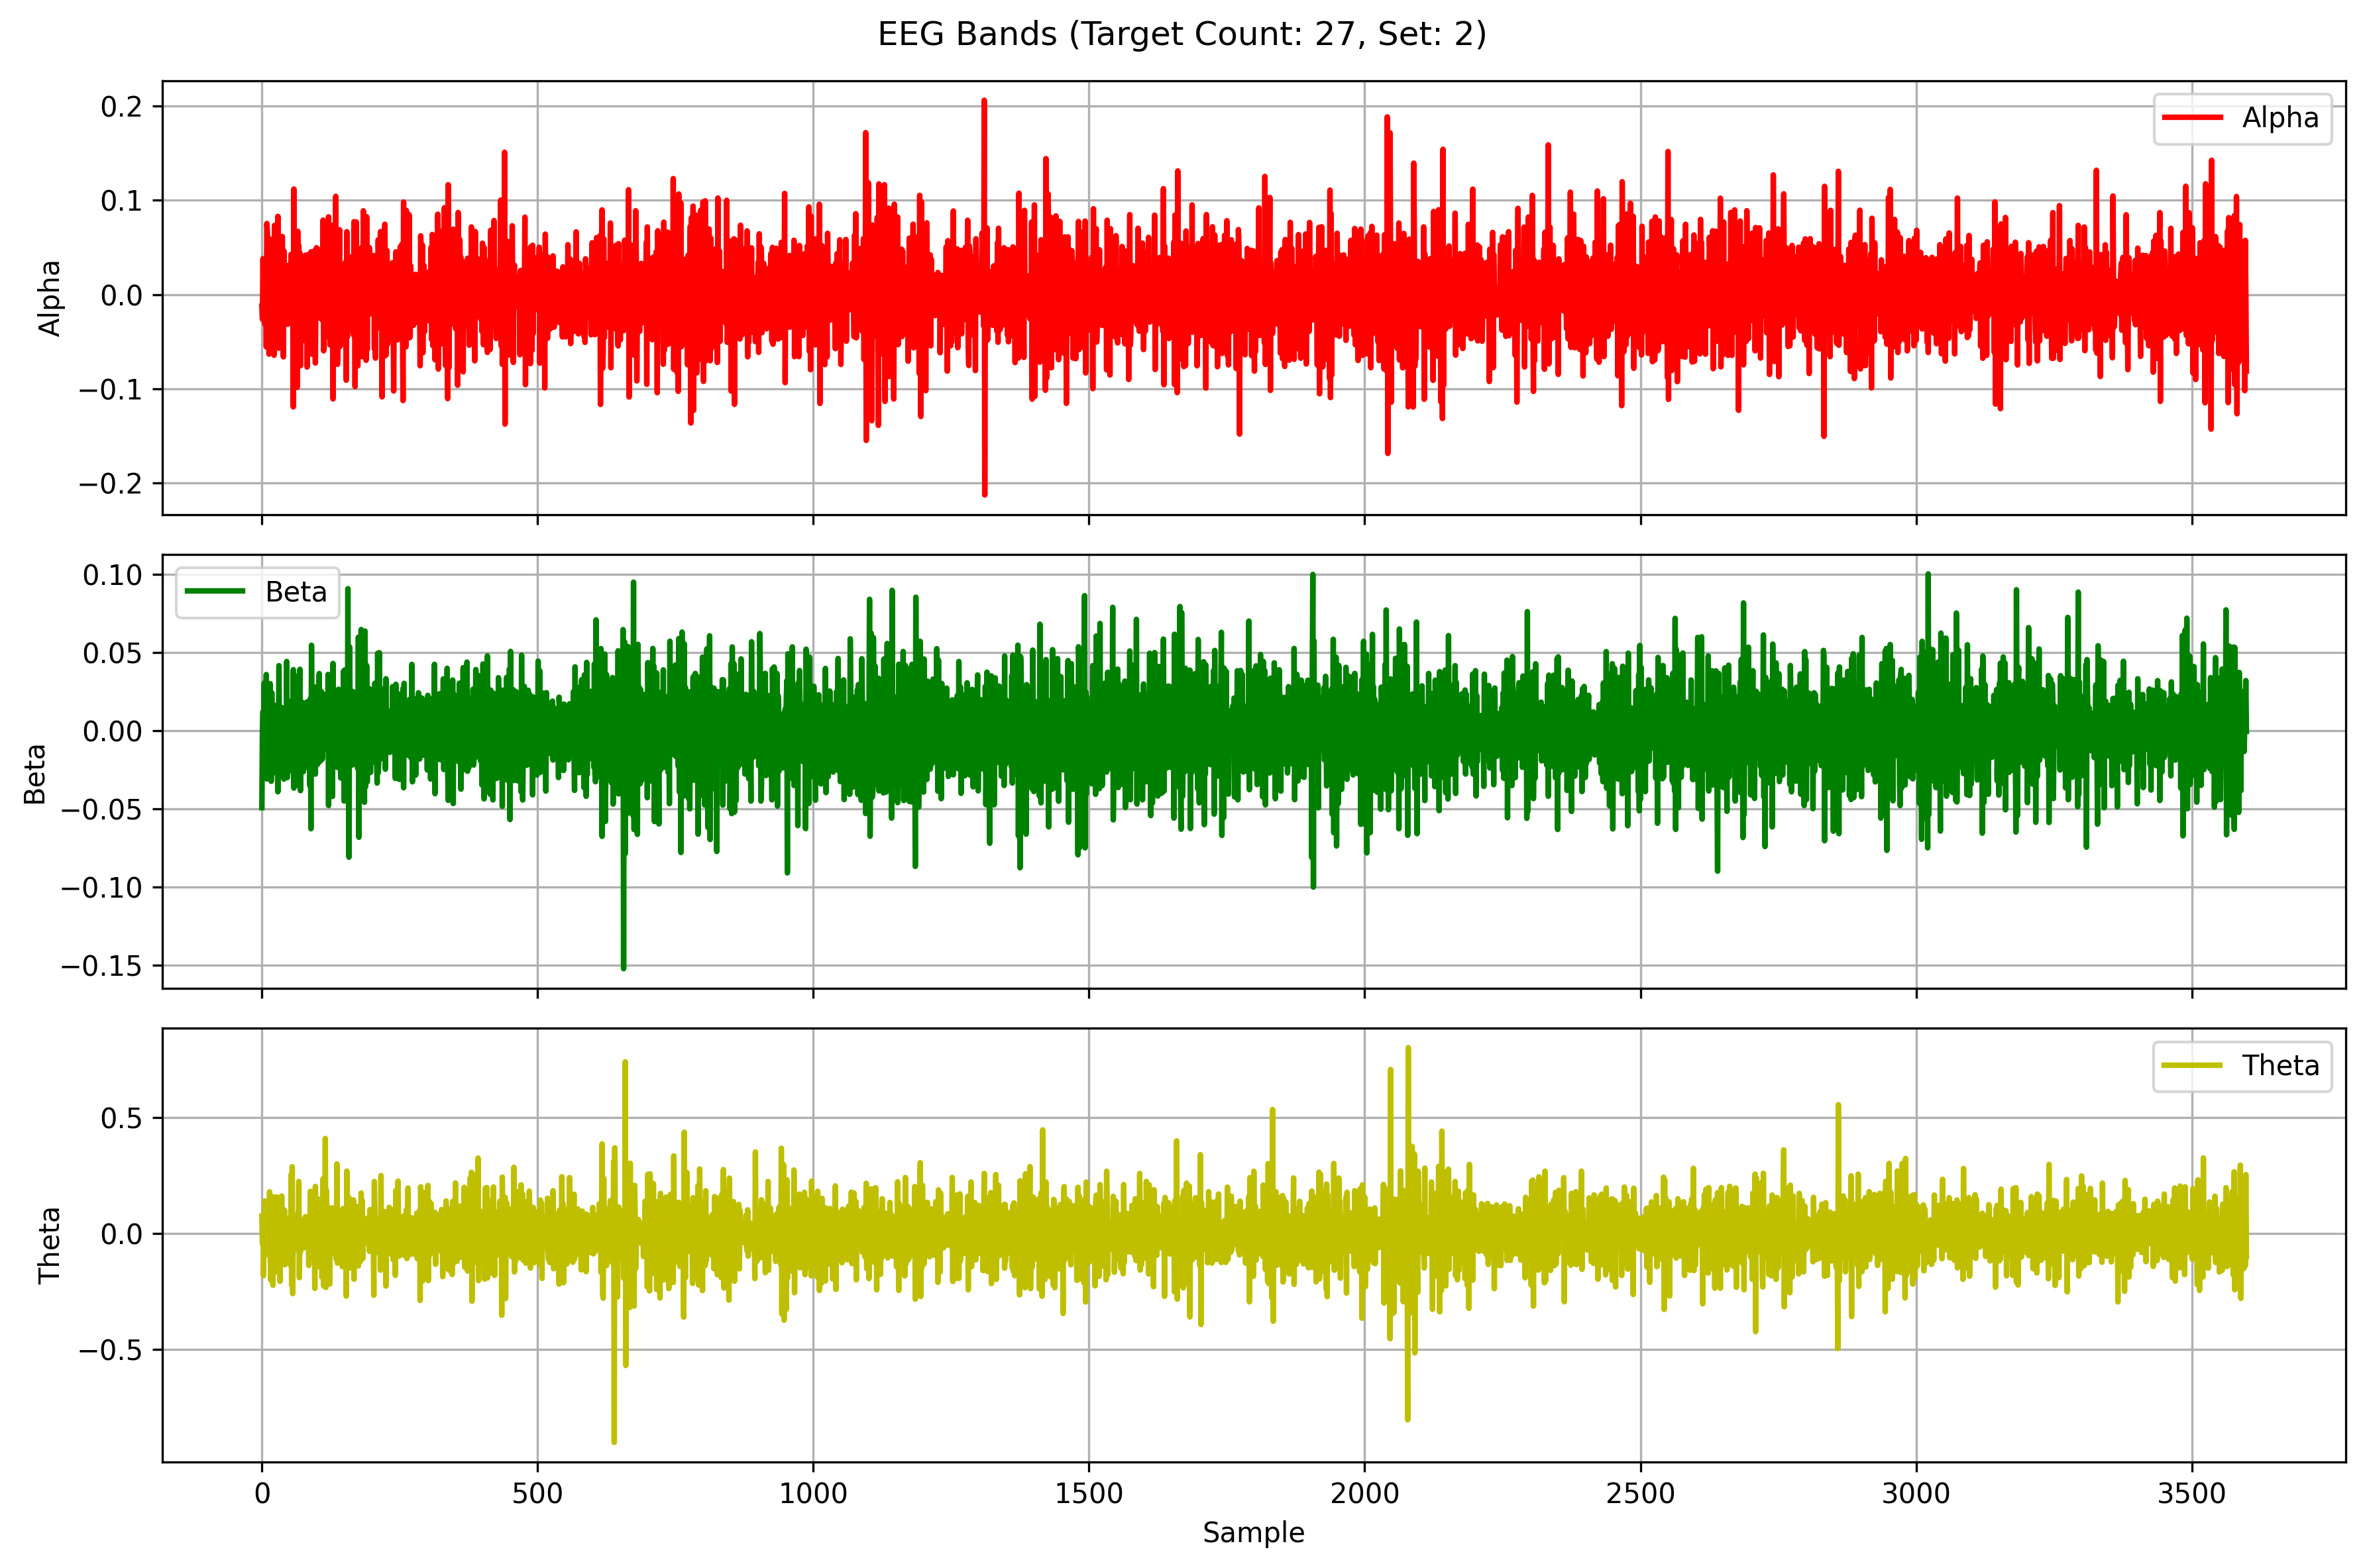 EEG Bands (Target Count: 27, Set: 2)
0.2
0.1
0.0
−0.1
−0.2
Alpha
Alpha
0.10
0.05
0.00
−0.05
−0.10
−0.15
Beta
Beta
0.5
0.0
−0.5
Theta
Theta
0 500 1000 1500 2000 2500 3000 3500
Sample